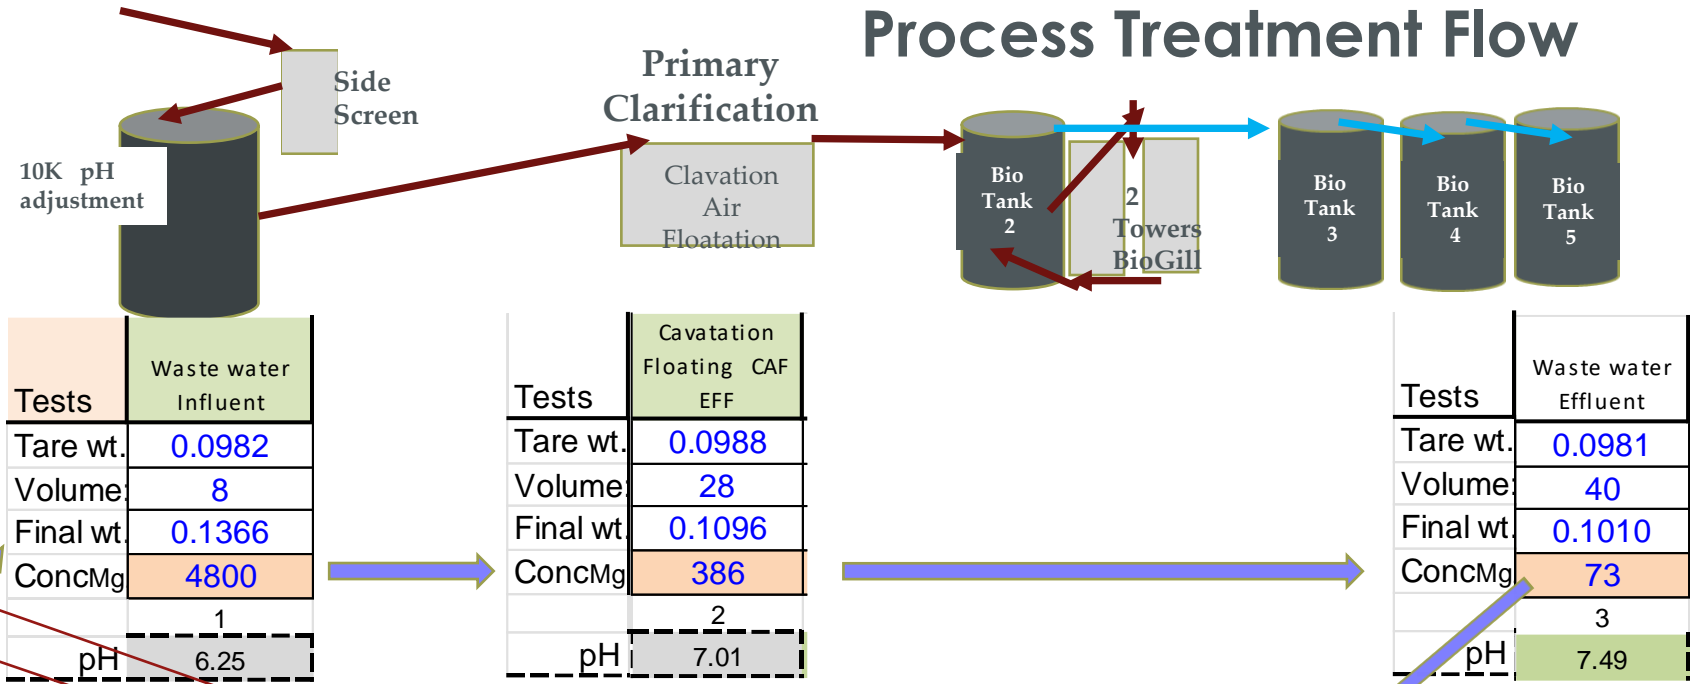 Process Treatment Flow
Side
Screen
10K pH
adjustment
Primary
Clarification
Clavation
Air
Floatation
Bio
Tank
2
2
Towers
BioGill
Bio
Tank
3
Bio
Tank
4
Bio
Tank
5
Tests
Waste water
Influent
Tare wt. 0.0982
Volume: 8
Final wt. 0.1366
ConcMg 4800
1
pH 6.25
Tests
Cavatation
Floating CAF
EFF
Tare wt. 0.0988
Volume: 28
Final wt. 0.1096
ConcMg 386
2
pH 7.01
Tests
Waste water
Effluent
Tare wt. 0.0981
Volume: 40
Final wt. 0.1010
ConcMg 73
3
pH 7.49